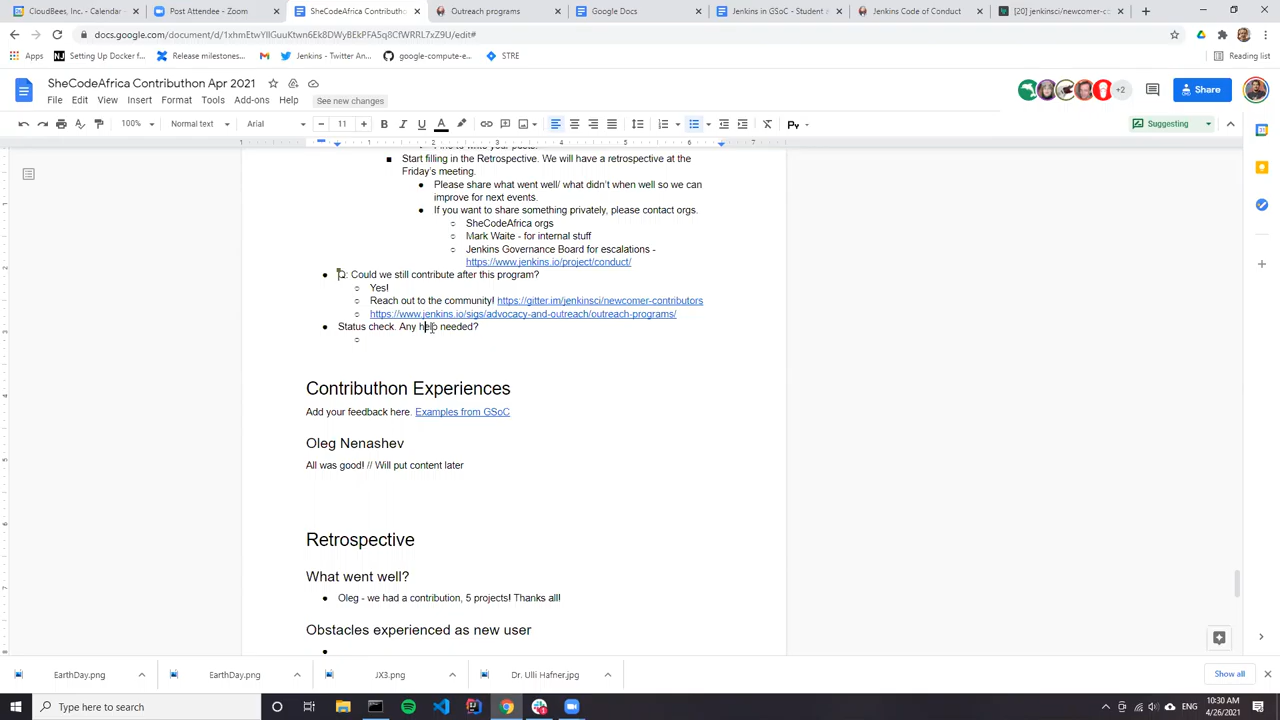 CloudBees, Inc. - Calendar
Post Attendee - Zoom
SheCodeAfrica Contributho
Outreach programs
Google Docs
Jenkins in GSoC - Student
Jenkins Code of Conduct
[20] jenkinsci/newcomer-co
docs.google.com/document/d/1xhmEtwYIlGuuKtwn6Ek8DWyBEkPFA5q8CfWRRL7xZ9U/edit#
Apps
Setting Up Docker f...
Release milestones...
Jenkins - Twitter An...
google-compute-e...
STRE
Reading list
SheCodeAfrica Contributhon Apr 2021
File Edit View Insert Format Tools Add-ons Help
See new changes
+2
Share
100%
Normal text
Arial
11
Suggesting
Start filling in the Retrospective. We will have a retrospective at the
Friday's meeting.
Please share what went well/ what didn't when well so we can
improve for next events.
If you want to share something privately, please contact orgs.
SheCodeAfrica orgs
Mark Waite - for internal stuff
Jenkins Governance Board for escalations -
https://www.jenkins.io/project/conduct/
Q: Could we still contribute after this program?
Yes!
Reach out to the community! https://gitter.im/jenkinsci/newcomer-contributors
https://www.jenkins.io/sigs/advocacy-and-outreach/outreach-programs/
Status check. Any help needed?
Contributhon Experiences
Add your feedback here. Examples from GSoC
Oleg Nenashev
All was good! // Will put content later
Retrospective
What went well?
Oleg - we had a contribution, 5 projects! Thanks all!
Obstacles experienced as new user
EarthDay.png
EarthDay.png
JX3.png
Dr. Ulli Hafner.jpg
Show all
Type here to search
ENG
10:30 AM
4/26/2021